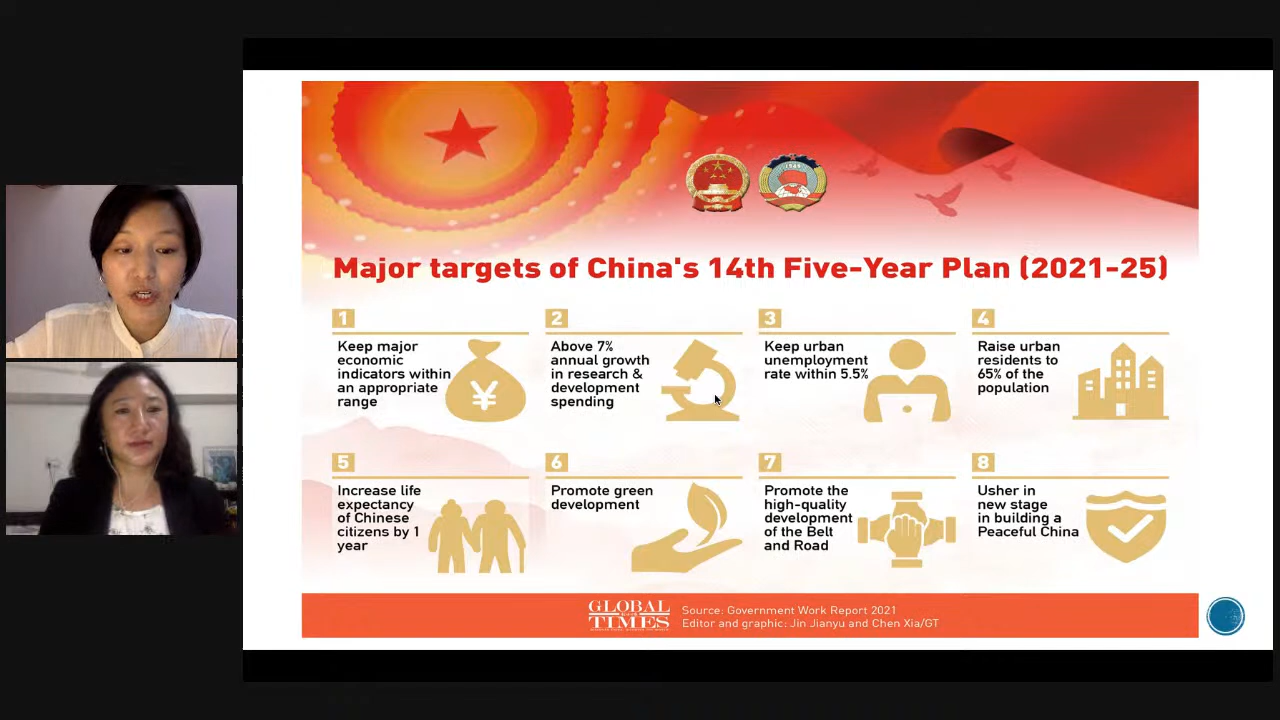 Major targets of China's 14th Five-Year Plan (2021-25)
1
Keep major
economic
indicators within
an appropriate
range
¥
2
Above 7%
annual growth
in research &
development
spending
3
Keep urban
unemployment
rate within 5.5%
4
Raise urban
residents to
65% of the
population
5
Increase life
expectancy
of Chinese
citizens by 1
year
6
Promote green
development
7
Promote the
high-quality
development
of the Belt
and Road
8
Usher in
new stage
in building a
Peaceful China
GLOBAL
TIMES
Source: Government Work Report 2021
Editor and graphic: Jin Jianyu and Chen Xia/GT